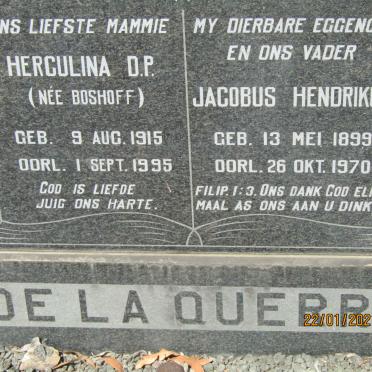 NS LIEFSTE MAMMIE
HERCULINA D.P.
(NÉE BOSHOFF)
GEB. 9 AUG. 1915
OORL. 1 SEPT. 1995
GOD IS LIEFDE
JUIG ONS HARTE.
MY DIERBARE EGGENO
EN ONS VADER
JACOBUS HENDRIK
GEB. 13 MEI 1899
OORL. 26 OKT. 1970
FILIP. 1:3. ONS DANK GOD ELK
MAAL AS ONS AAN U DINK
DE LA QUERR
22/01/202